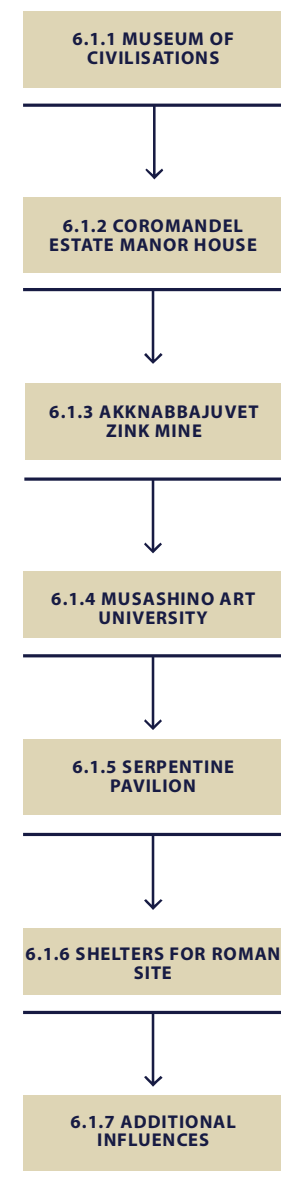 6.1.1 MUSEUM OF
CIVILISATIONS
6.1.2 COROMANDEL
ESTATE MANOR HOUSE
6.1.3 AKKNABBAJUVET
ZINK MINE
6.1.4 MUSASHINO ART
UNIVERSITY
6.1.5 SERPENTINE
PAVILION
6.1.6 SHELTERS FOR ROMAN
SITE
6.1.7 ADDITIONAL
INFLUENCES